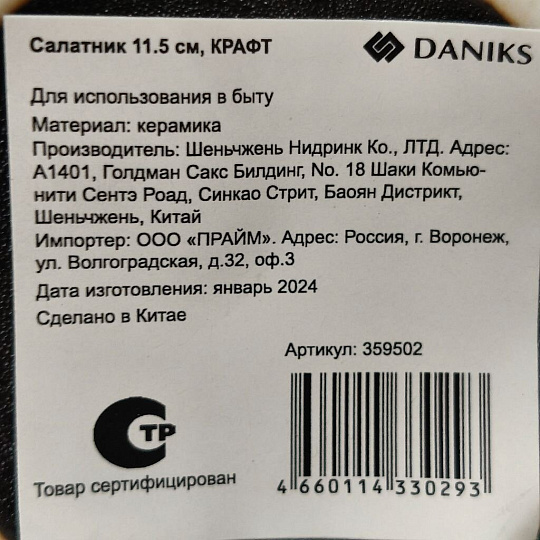 Салатник 11.5 см, КРАФТ
DANIKS
Для использования в быту
Материал: керамика
Производитель: Шеньчжень Нидринк Ко., ЛТД. Адрес:
А1401, Голдман Сакс Билдинг, No. 18 Шаки Комью-
нити Сентэ Роад, Синкао Стрит, Баоян Дистрикт,
Шеньчжень, Китай
Импортер: ООО «ПРАЙМ». Адрес: Россия, г. Воронеж,
ул. Волгоградская, д.32, оф.3
Дата изготовления: январь 2024
Сделано в Китае
Артикул: 359502
СТР
Товар сертифицирован
4 660114 330293